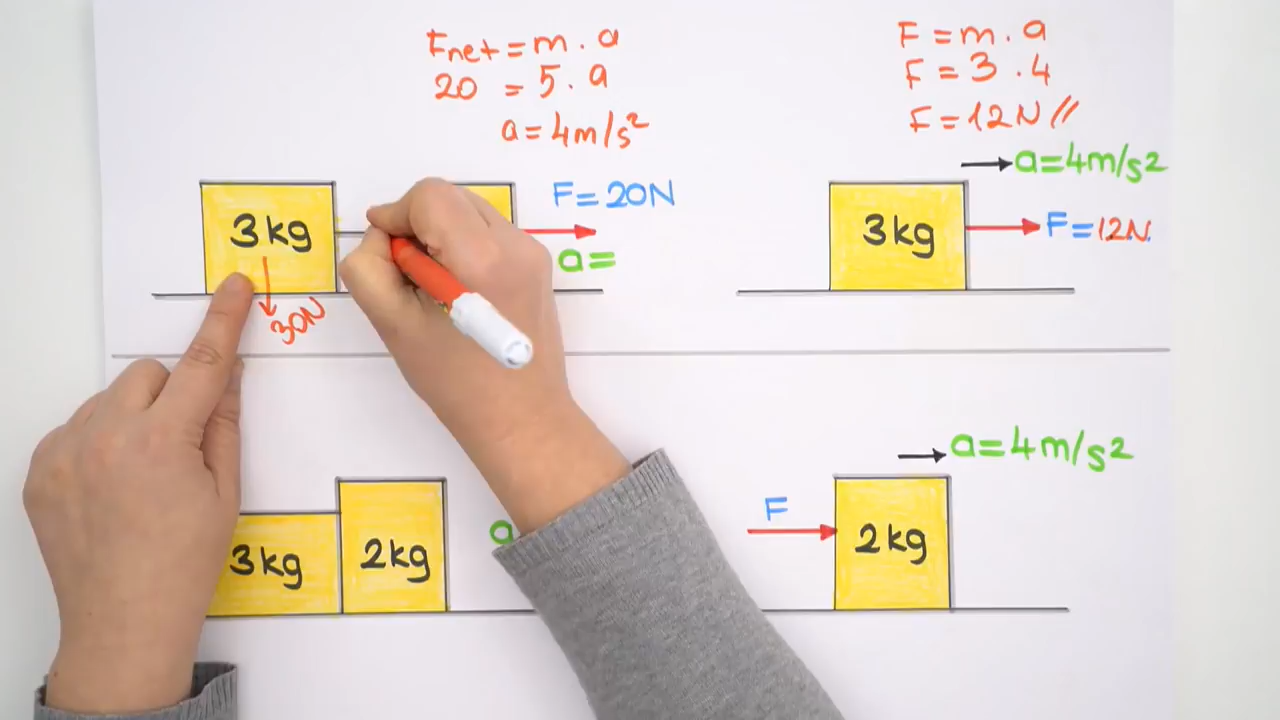 Fnet = m . a
20 = 5 . a
a = 4m/s²
F = m . a
F = 3 . 4
F = 12N //
a=4m/s²
3kg
F=20N
a=
30N
3kg
F=12N
3kg
2kg
a
F
a=4m/s²
2kg